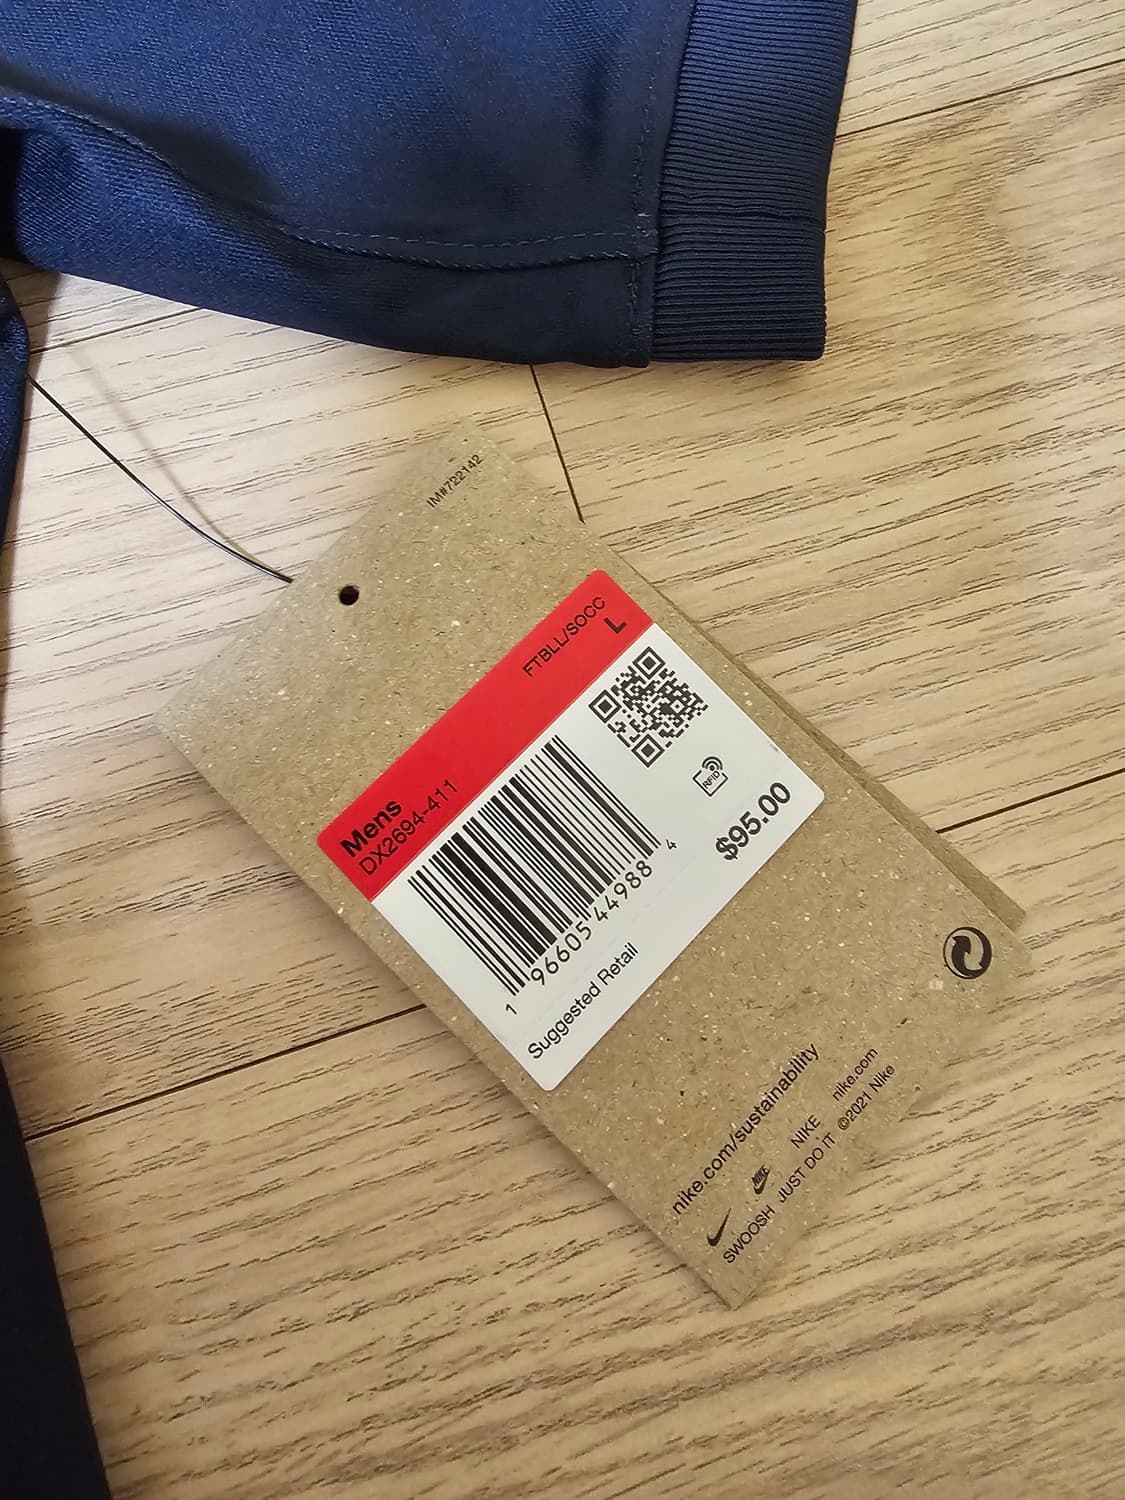 IM#722142
FTBLL/SOCC
L
Mens
DX2694-411
RFID
$95.00
1 96605 44988 4
Suggested Retail
nike.com/sustainability
NIKE
NIKE nike.com
SWOOSH JUST DO IT ©2021 Nike